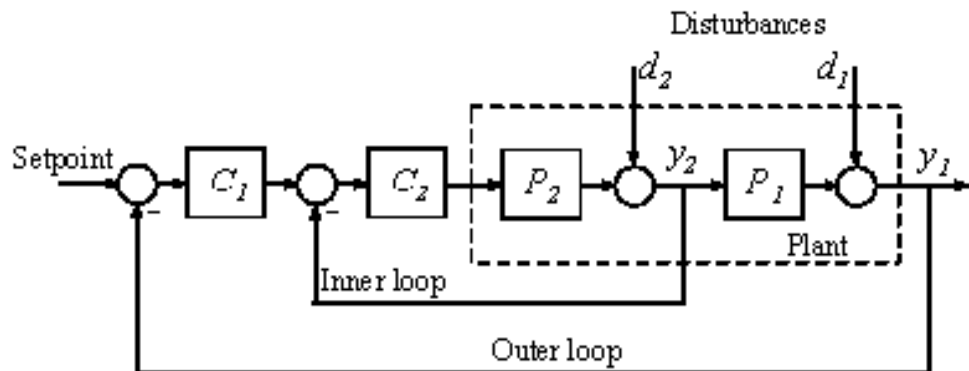 Disturbances
d2 d1
Setpoint
C1 C2 P2 y2 P1 y1
- -
Plant
Inner loop
Outer loop